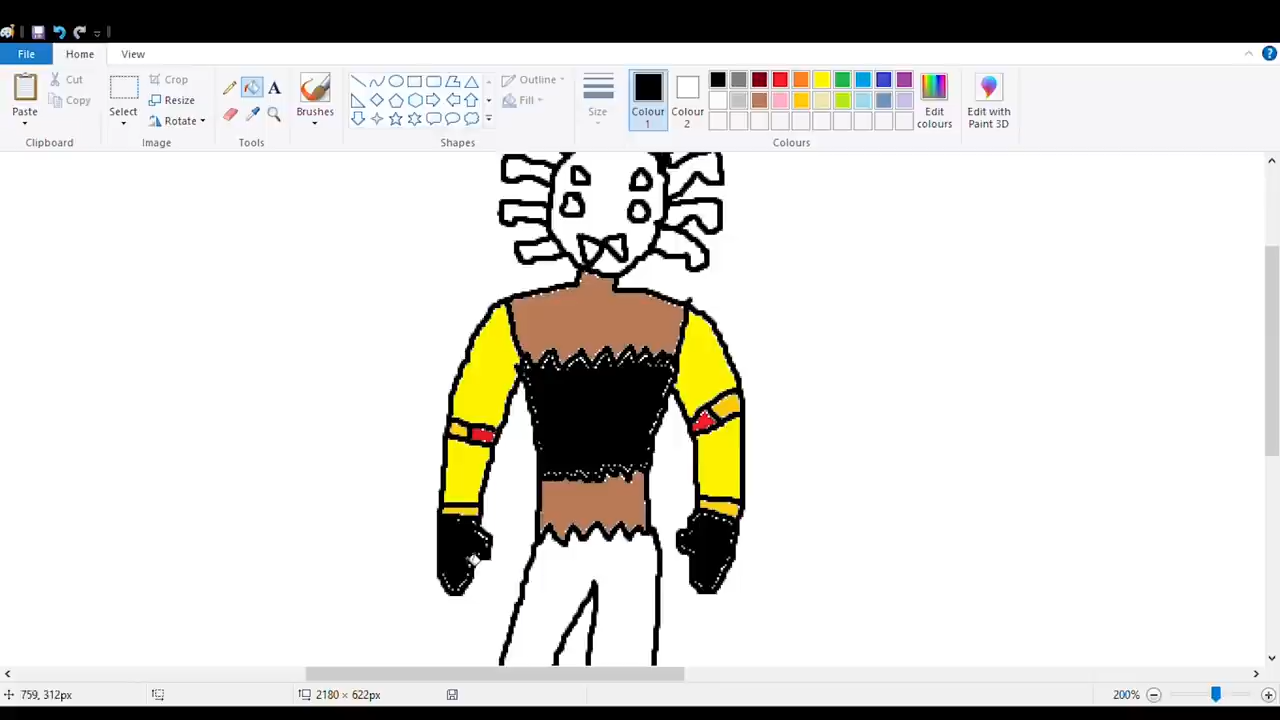 File Home View
Cut
Copy
Paste
Clipboard
Select
Crop
Resize
Rotate
Image
A
Tools
Brushes
Outline
Fill
Shapes
Size
Colour
1
Colour
2
Edit
colours
Colours
Edit with
Paint 3D
759, 312px
2180 × 622px
200%